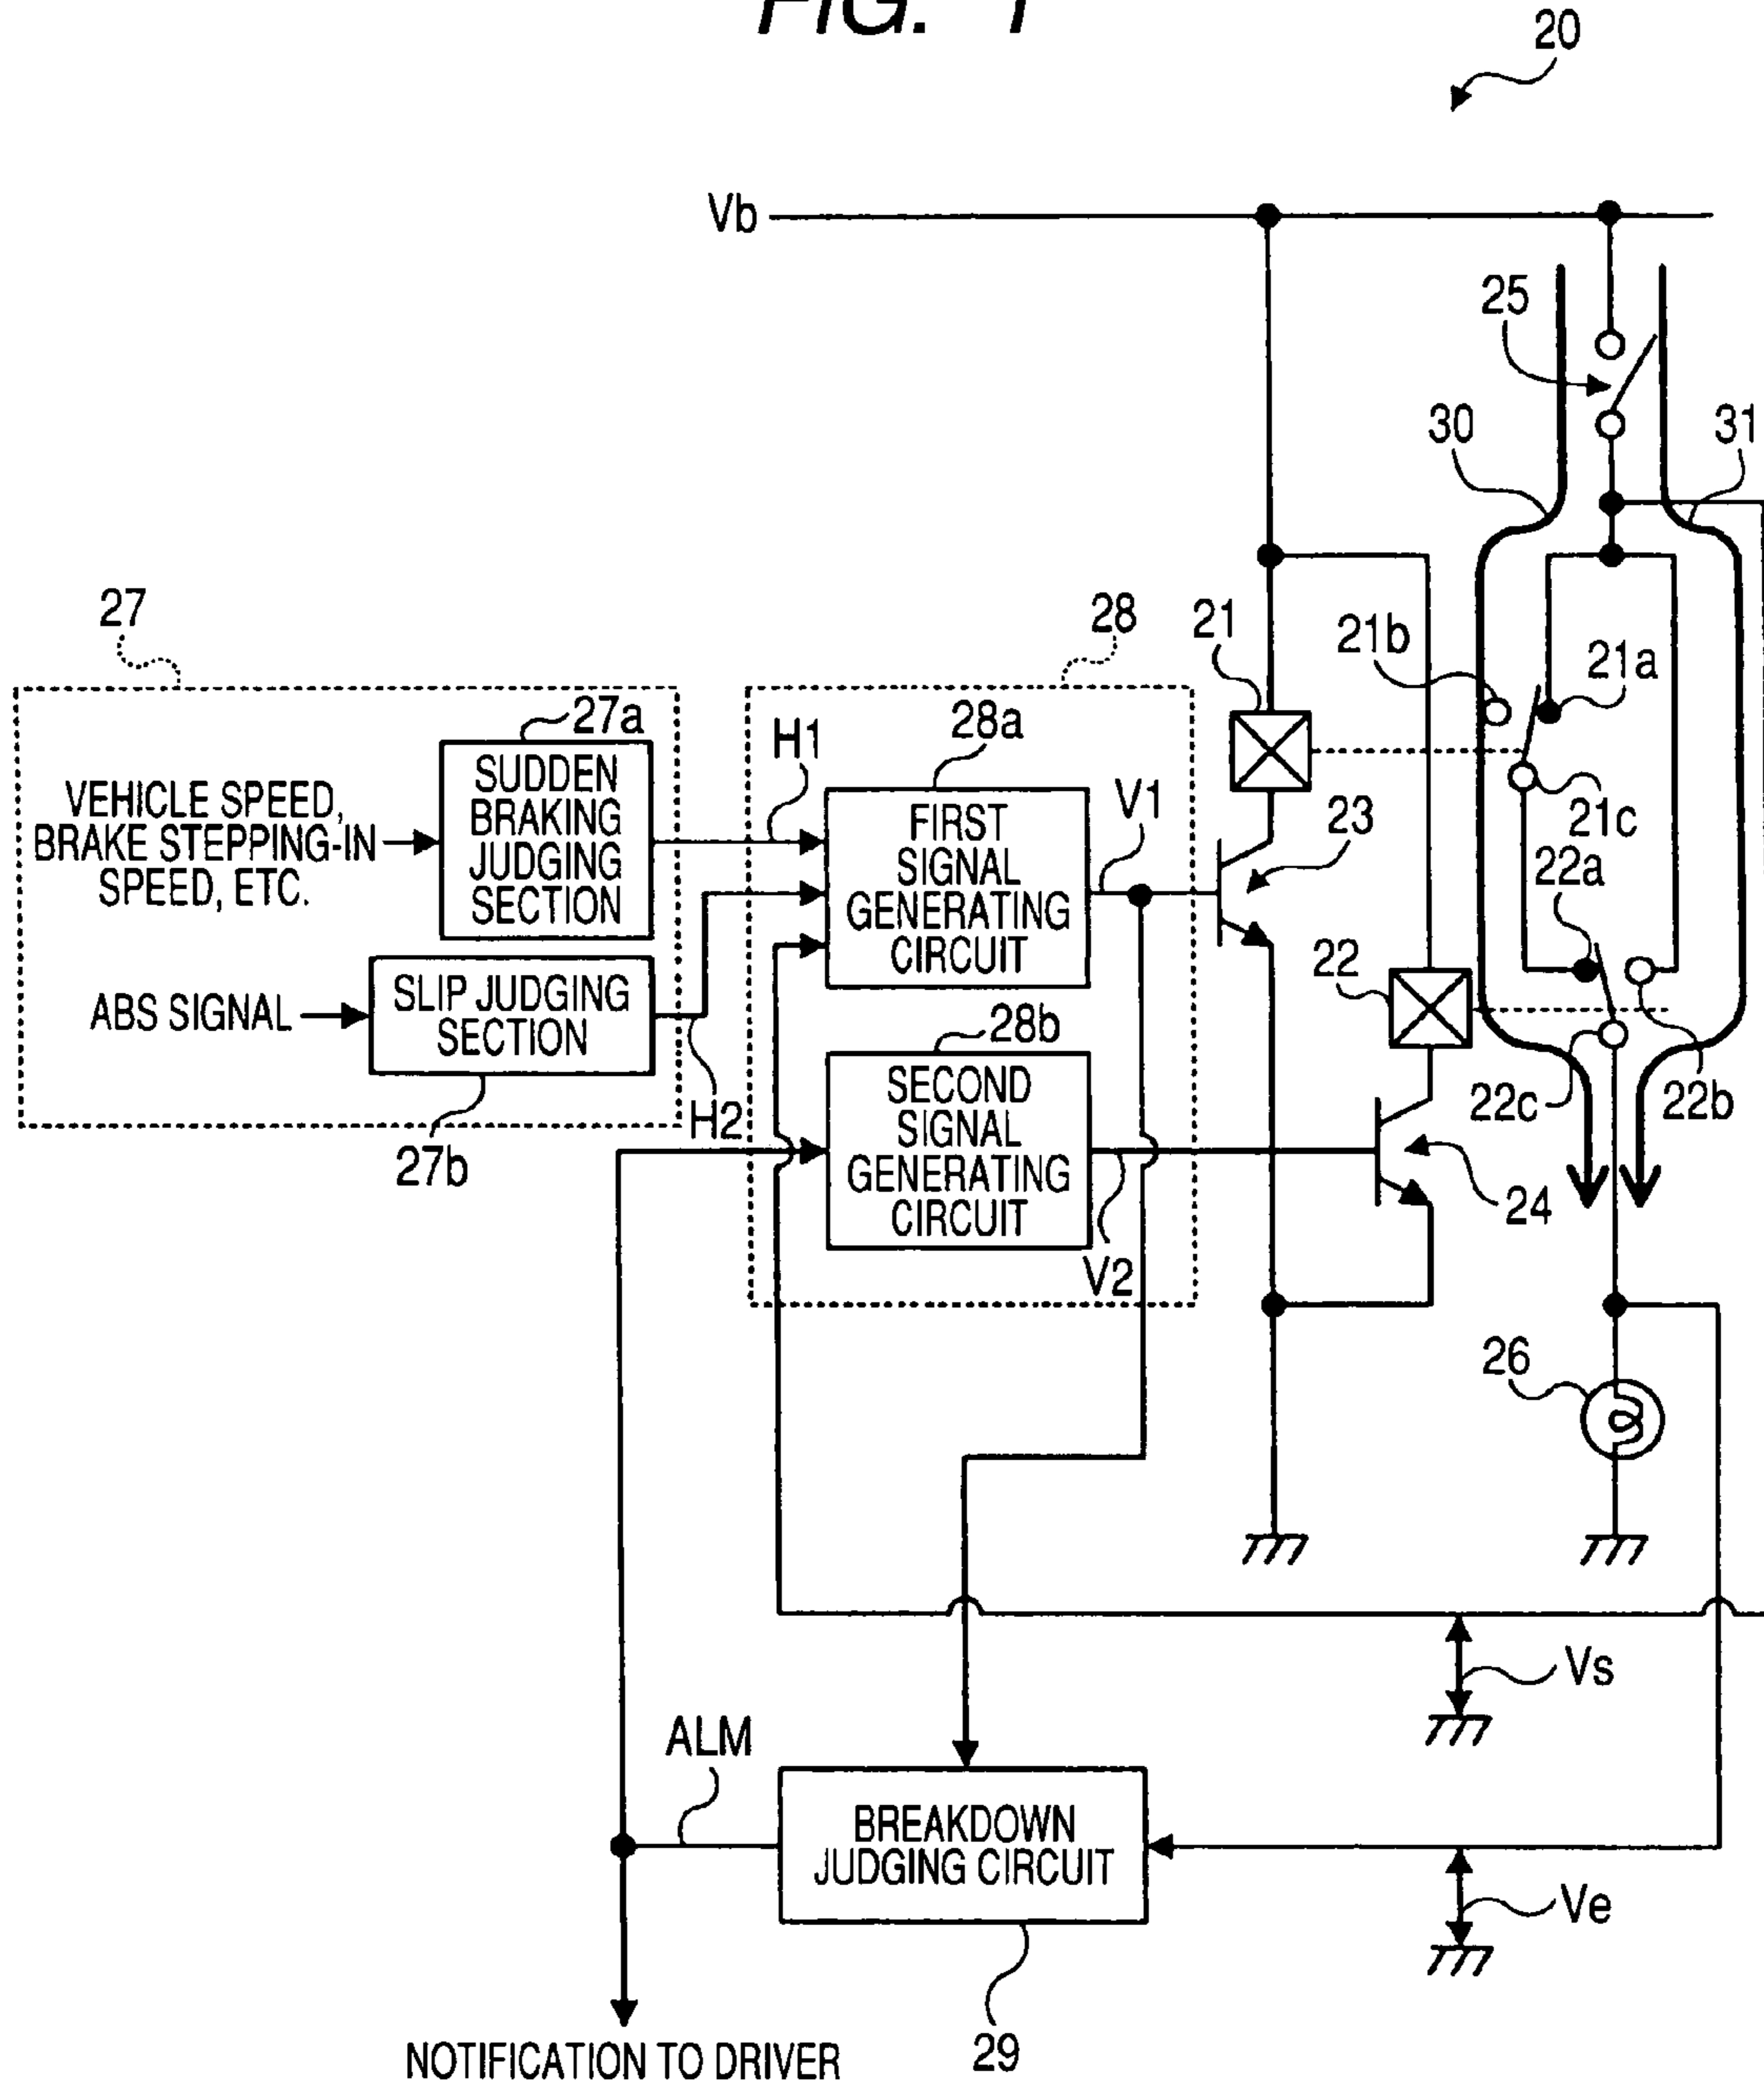 FIG. 1
20
Vb
25
30
31
27
28
21
21b
21a
27a
H1
28a
V1
23
21c
22a
VEHICLE SPEED,
BRAKE STEPPING-IN
SPEED, ETC.
SUDDEN
BRAKING
JUDGING
SECTION
FIRST
SIGNAL
GENERATING
CIRCUIT
ABS SIGNAL
SLIP JUDGING
SECTION
22
28b
H2
27b
SECOND
SIGNAL
GENERATING
CIRCUIT
V2
22c
22b
24
26
Vs
ALM
BREAKDOWN
JUDGING CIRCUIT
Ve
29
NOTIFICATION TO DRIVER